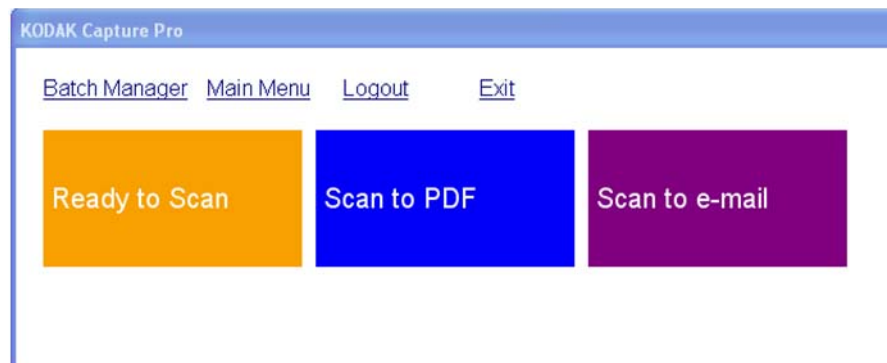 KODAK Capture Pro
Batch Manager Main Menu Logout Exit
Ready to Scan Scan to PDF Scan to e-mail